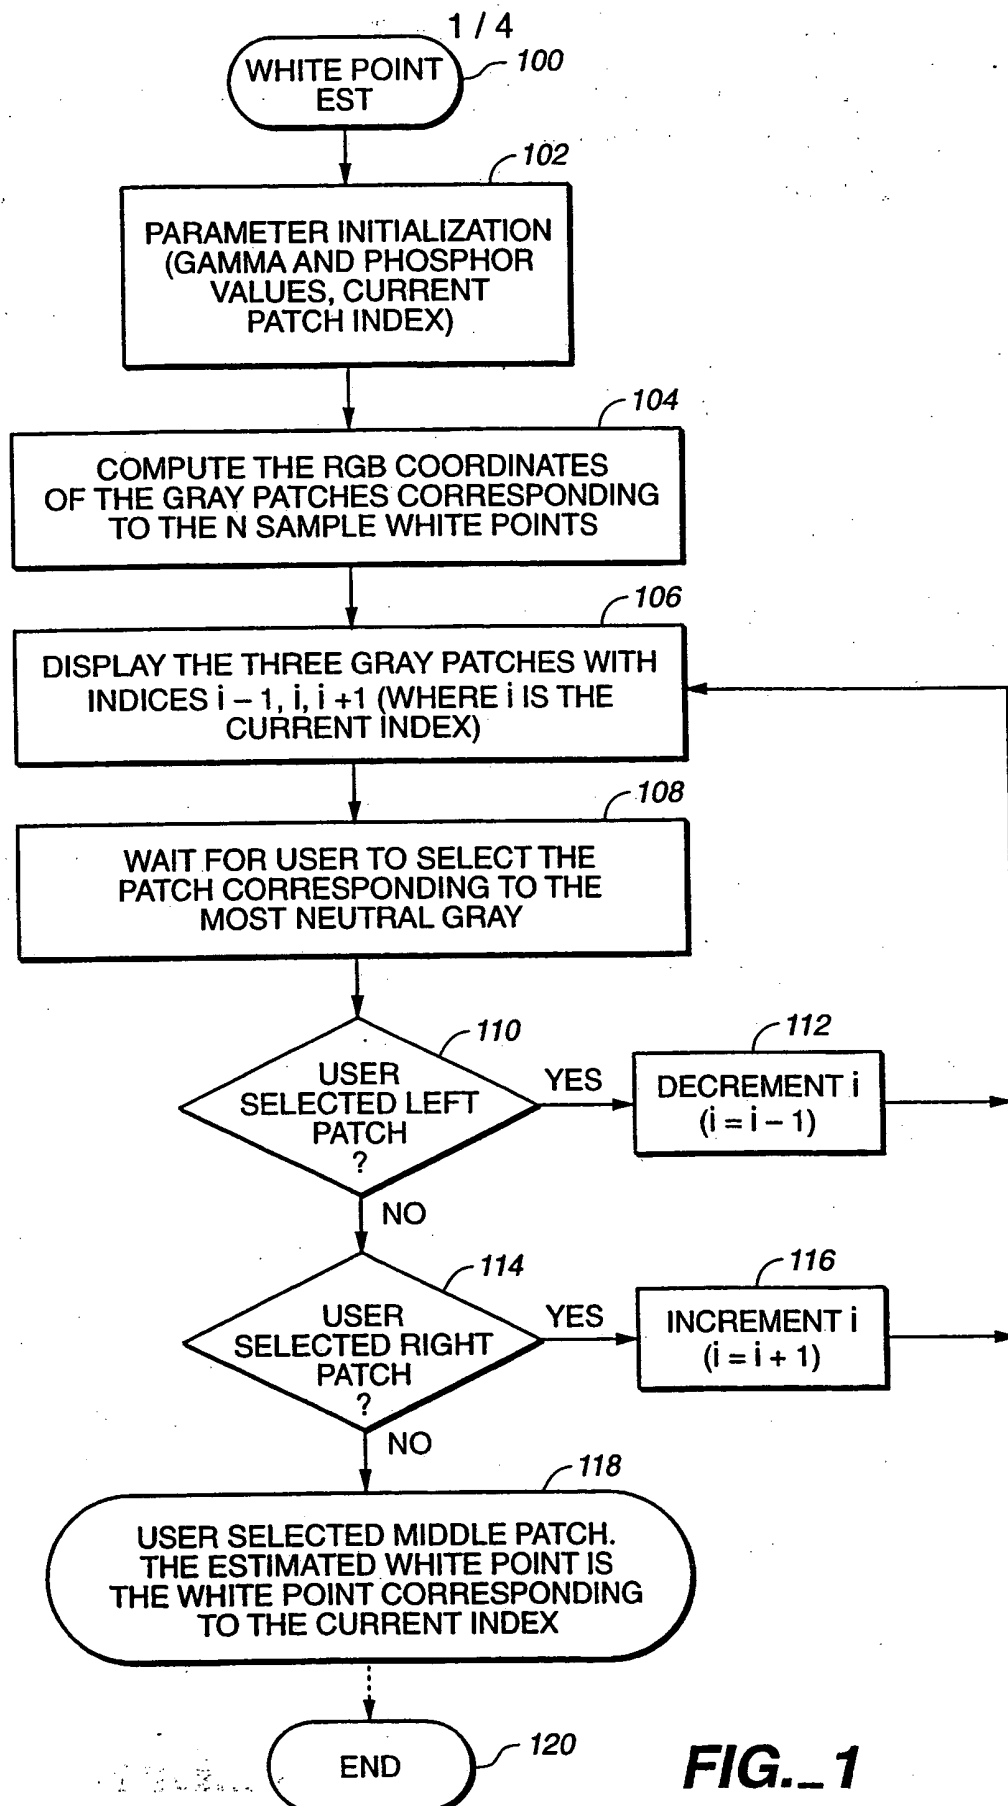 1 / 4
WHITE POINT
EST
100
102
PARAMETER INITIALIZATION
(GAMMA AND PHOSPHOR
VALUES, CURRENT
PATCH INDEX)
104
COMPUTE THE RGB COORDINATES
OF THE GRAY PATCHES CORRESPONDING
TO THE N SAMPLE WHITE POINTS
106
DISPLAY THE THREE GRAY PATCHES WITH
INDICES i – 1, i, i +1 (WHERE i IS THE
CURRENT INDEX)
108
WAIT FOR USER TO SELECT THE
PATCH CORRESPONDING TO THE
MOST NEUTRAL GRAY
110
USER
SELECTED LEFT
PATCH
?
YES
112
DECREMENT i
(i = i – 1)
NO
114
USER
SELECTED RIGHT
PATCH
?
YES
116
INCREMENT i
(i = i + 1)
NO
118
USER SELECTED MIDDLE PATCH.
THE ESTIMATED WHITE POINT IS
THE WHITE POINT CORRESPONDING
TO THE CURRENT INDEX
END
120
FIG._1